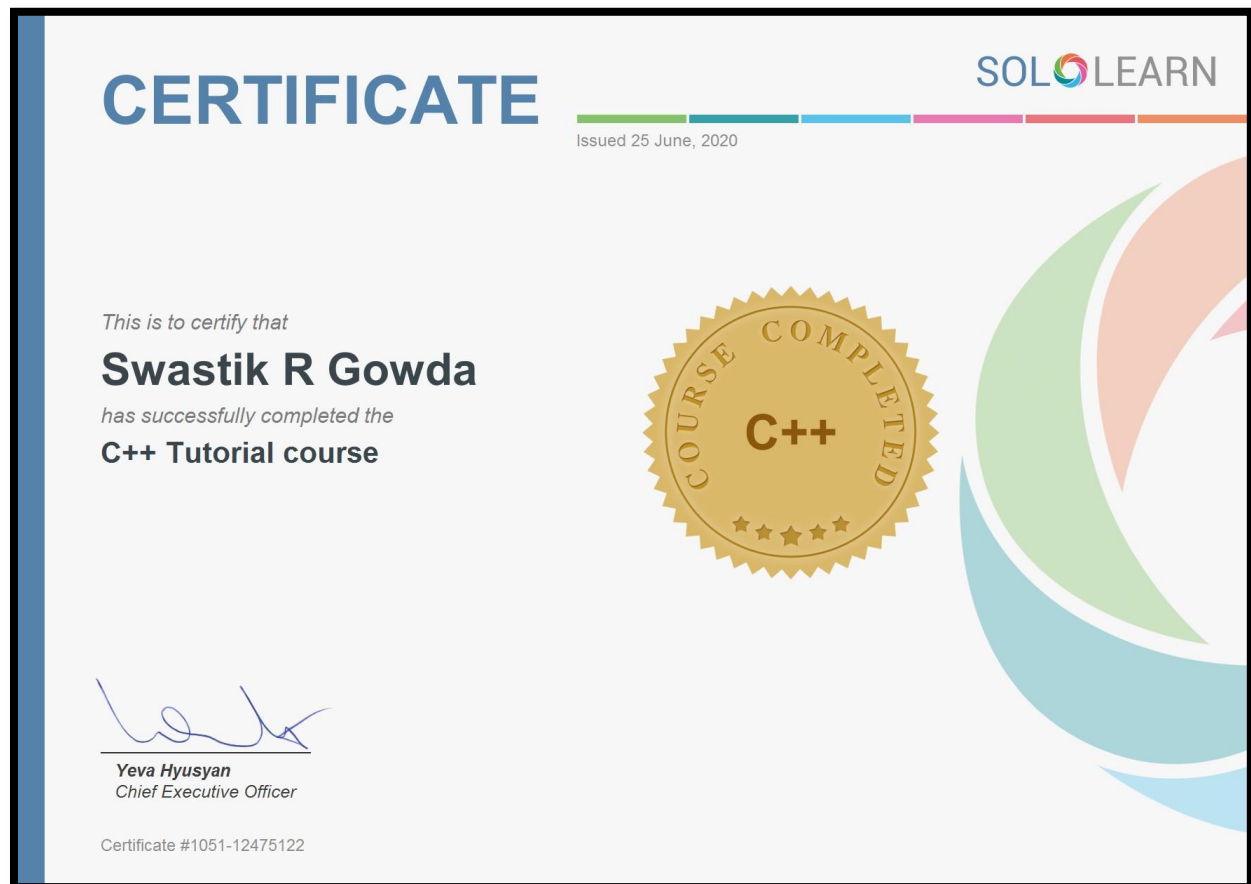 CERTIFICATE
SOLOLEARN
Issued 25 June, 2020
This is to certify that
Swastik R Gowda
has successfully completed the
C++ Tutorial course
COURSE COMPLETED
C++
Yeva Hyusyan
Chief Executive Officer
Certificate #1051-12475122